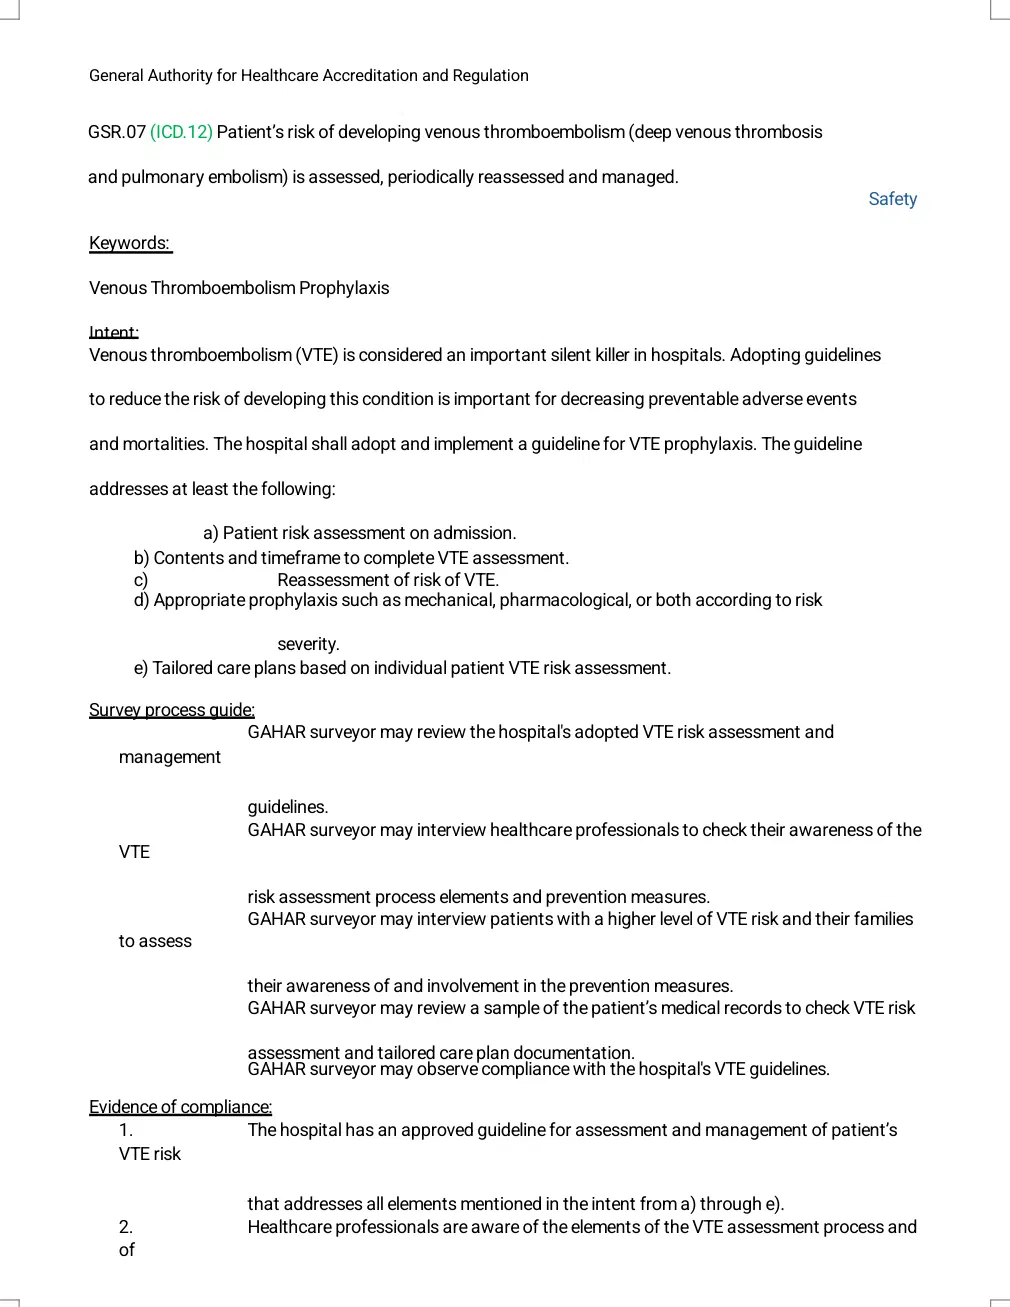 General Authority for Healthcare Accreditation and Regulation
GSR.07 (ICD.12) Patient’s risk of developing venous thromboembolism (deep venous thrombosis
and pulmonary embolism) is assessed, periodically reassessed and managed.
Safety
Keywords:
Venous Thromboembolism Prophylaxis
Intent:
Venous thromboembolism (VTE) is considered an important silent killer in hospitals. Adopting guidelines
to reduce the risk of developing this condition is important for decreasing preventable adverse events
and mortalities. The hospital shall adopt and implement a guideline for VTE prophylaxis. The guideline
addresses at least the following:
a) Patient risk assessment on admission.
b) Contents and timeframe to complete VTE assessment.
c) Reassessment of risk of VTE.
d) Appropriate prophylaxis such as mechanical, pharmacological, or both according to risk
severity.
e) Tailored care plans based on individual patient VTE risk assessment.
Survey process guide:
GAHAR surveyor may review the hospital's adopted VTE risk assessment and
management
guidelines.
GAHAR surveyor may interview healthcare professionals to check their awareness of the
VTE
risk assessment process elements and prevention measures.
GAHAR surveyor may interview patients with a higher level of VTE risk and their families
to assess
their awareness of and involvement in the prevention measures.
GAHAR surveyor may review a sample of the patient’s medical records to check VTE risk
assessment and tailored care plan documentation.
GAHAR surveyor may observe compliance with the hospital's VTE guidelines.
Evidence of compliance:
1. The hospital has an approved guideline for assessment and management of patient’s
VTE risk
that addresses all elements mentioned in the intent from a) through e).
2. Healthcare professionals are aware of the elements of the VTE assessment process and
of